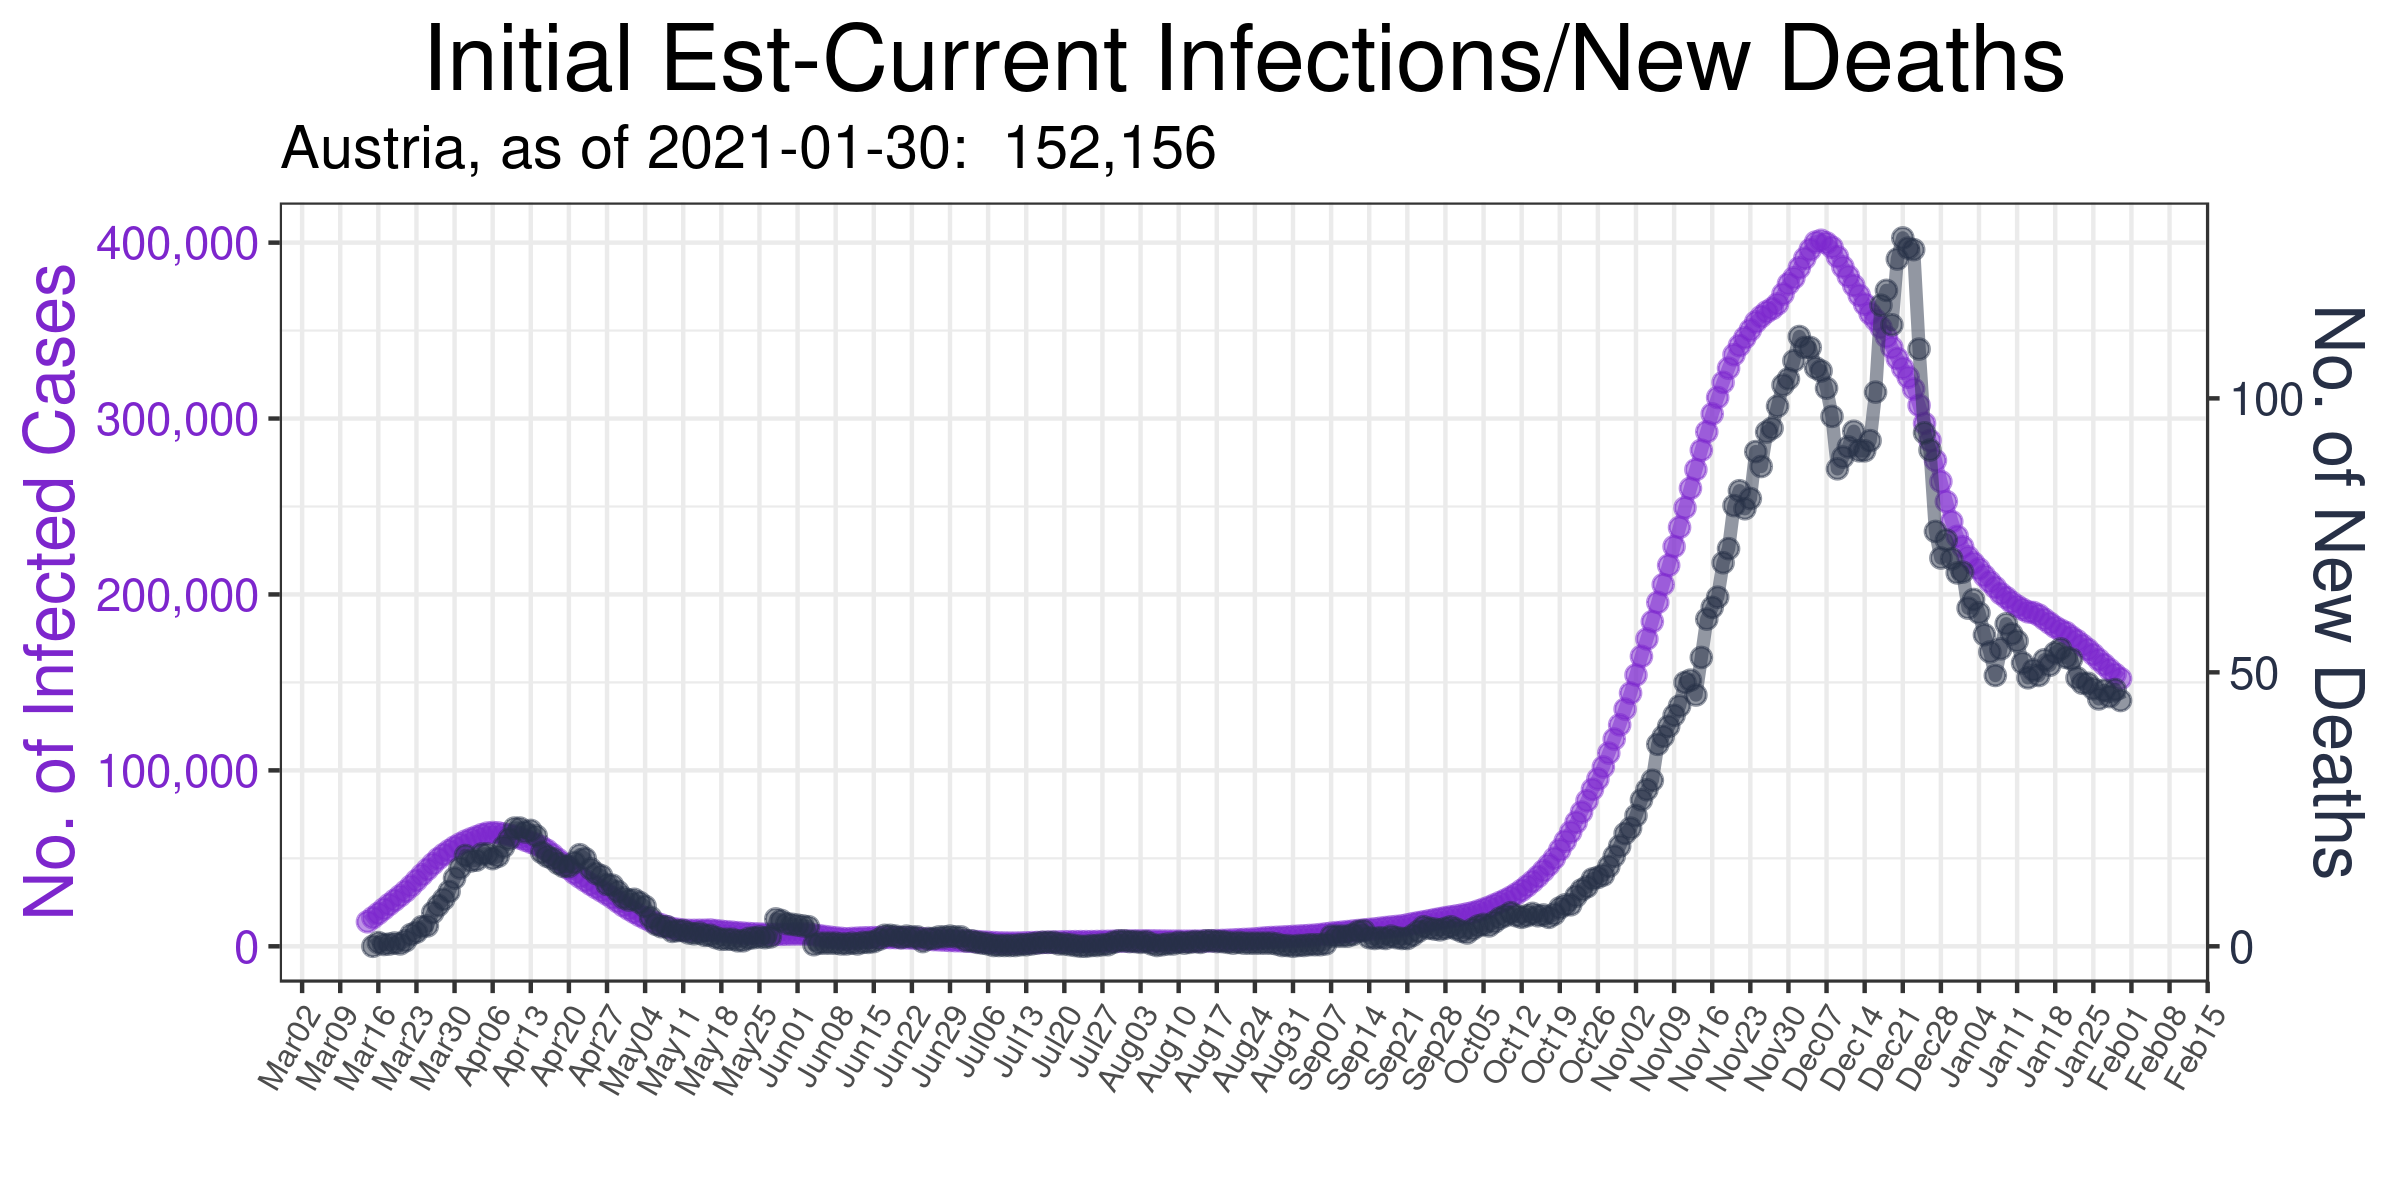 Initial Est-Current Infections/New Deaths
Austria, as of 2021-01-30:  152,156
No. of Infected Cases
400,000
300,000
200,000
100,000
0
100
50
0
No. of New Deaths
Mar02
Mar09
Mar16
Mar23
Mar30
Apr06
Apr13
Apr20
Apr27
May04
May11
May18
May25
Jun01
Jun08
Jun15
Jun22
Jun29
Jul06
Jul13
Jul20
Jul27
Aug03
Aug10
Aug17
Aug24
Aug31
Sep07
Sep14
Sep21
Sep28
Oct05
Oct12
Oct19
Oct26
Nov02
Nov09
Nov16
Nov23
Nov30
Dec07
Dec14
Dec21
Dec28
Jan04
Jan11
Jan18
Jan25
Feb01
Feb08
Feb15